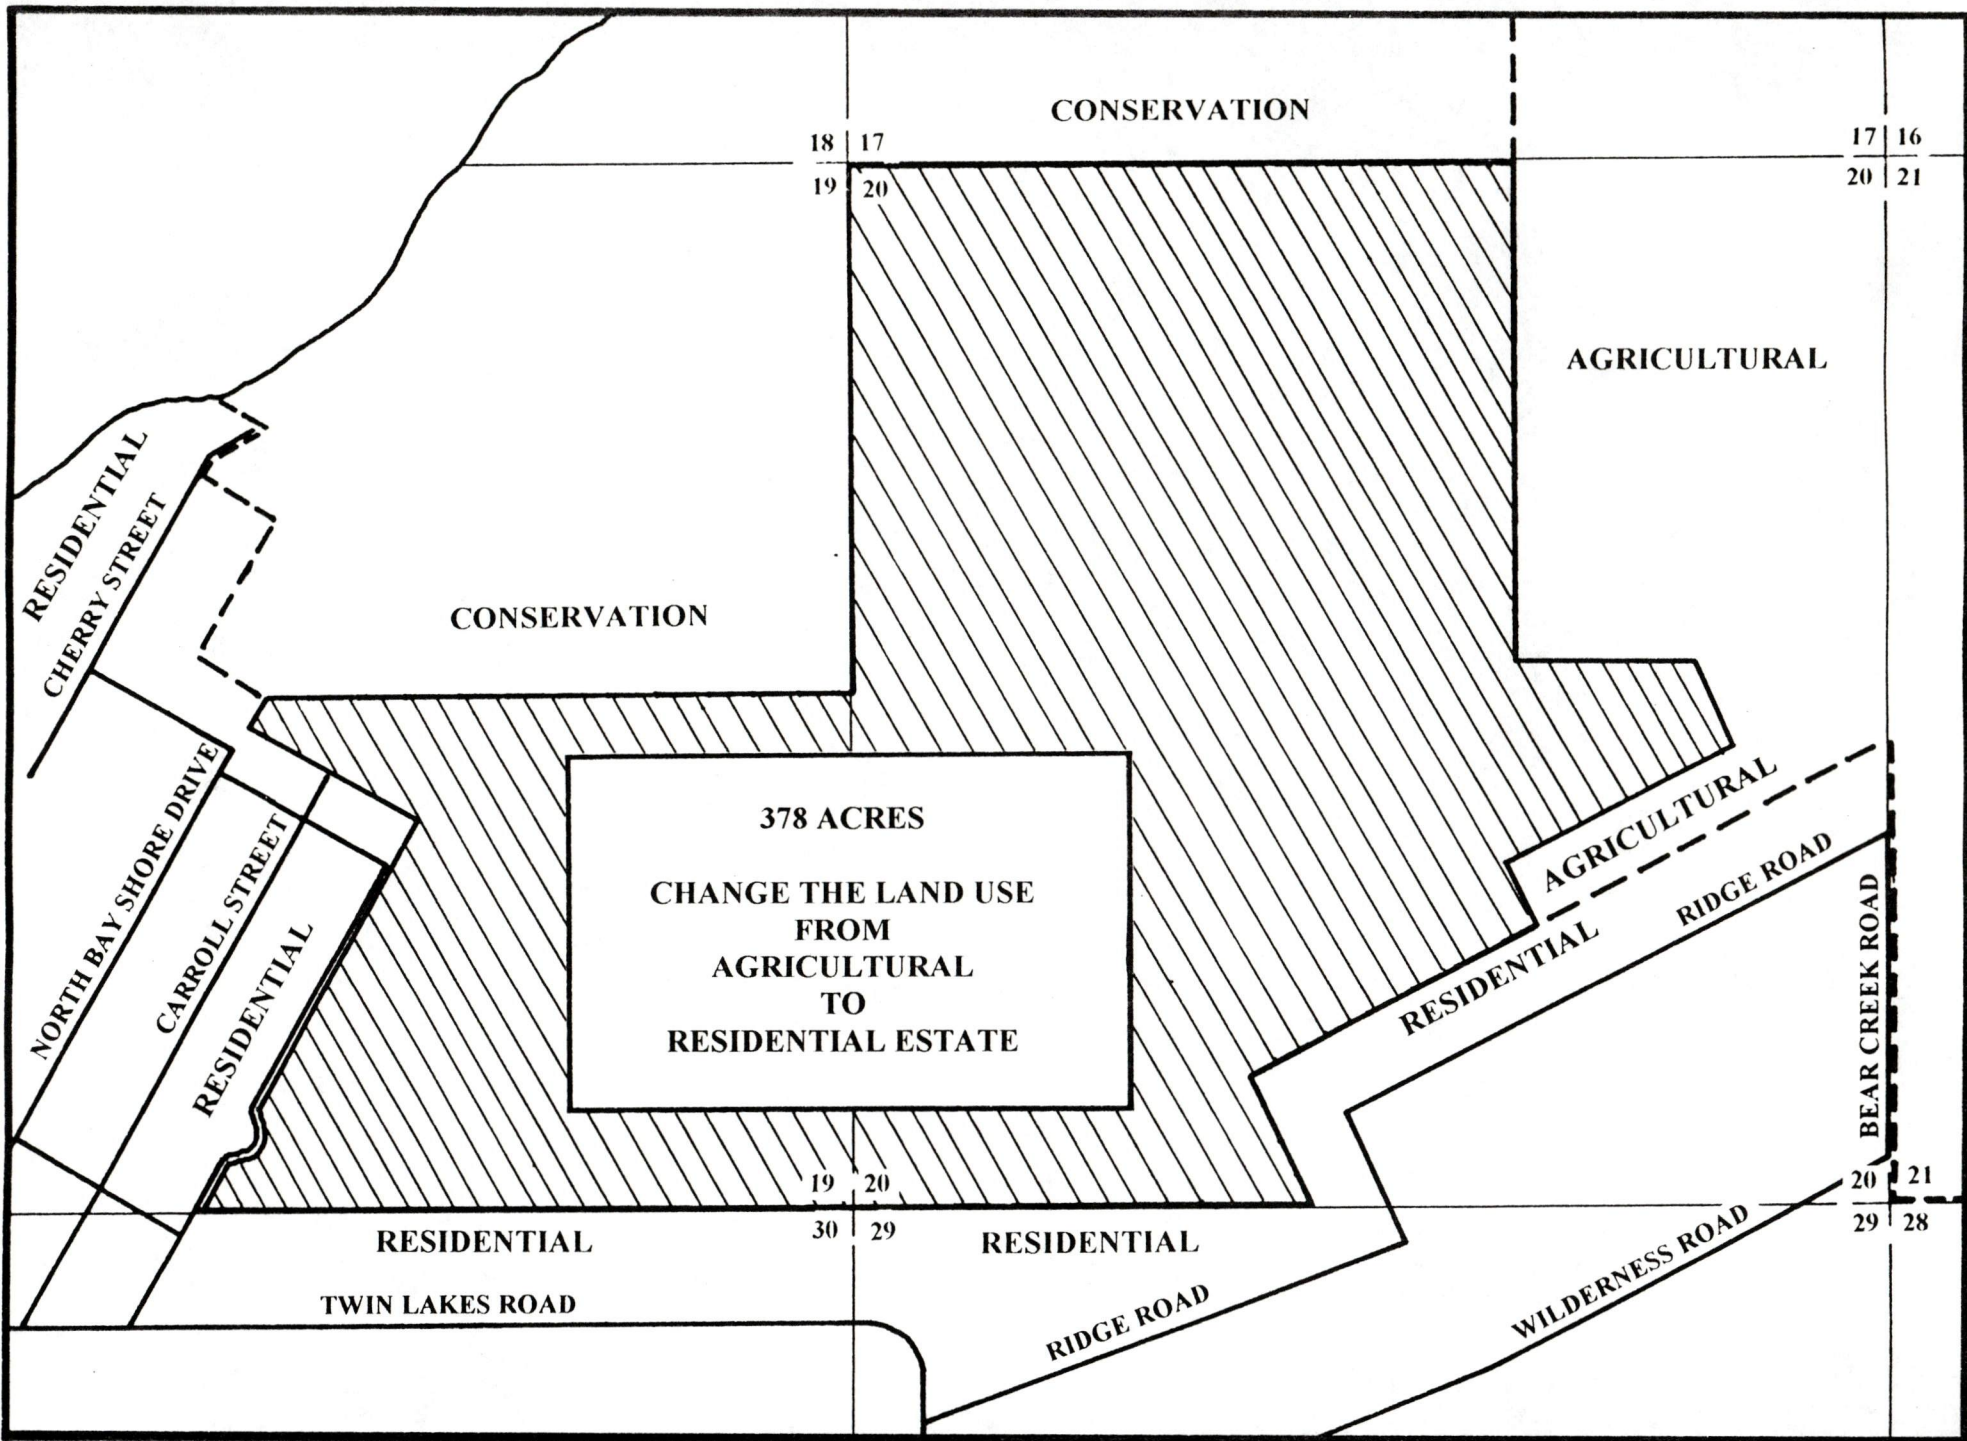 CONSERVATION
18 17
19 20
17 16
20 21
AGRICULTURAL
RESIDENTIAL
CHERRY STREET
CONSERVATION
NORTH BAY SHORE DRIVE
CARROLL STREET
RESIDENTIAL
378 ACRES
CHANGE THE LAND USE
FROM
AGRICULTURAL
TO
RESIDENTIAL ESTATE
AGRICULTURAL
RESIDENTIAL
RIDGE ROAD
BEAR CREEK ROAD
19 20
30 29
20 21
29 28
RESIDENTIAL
RESIDENTIAL
TWIN LAKES ROAD
RIDGE ROAD
WILDERNESS ROAD